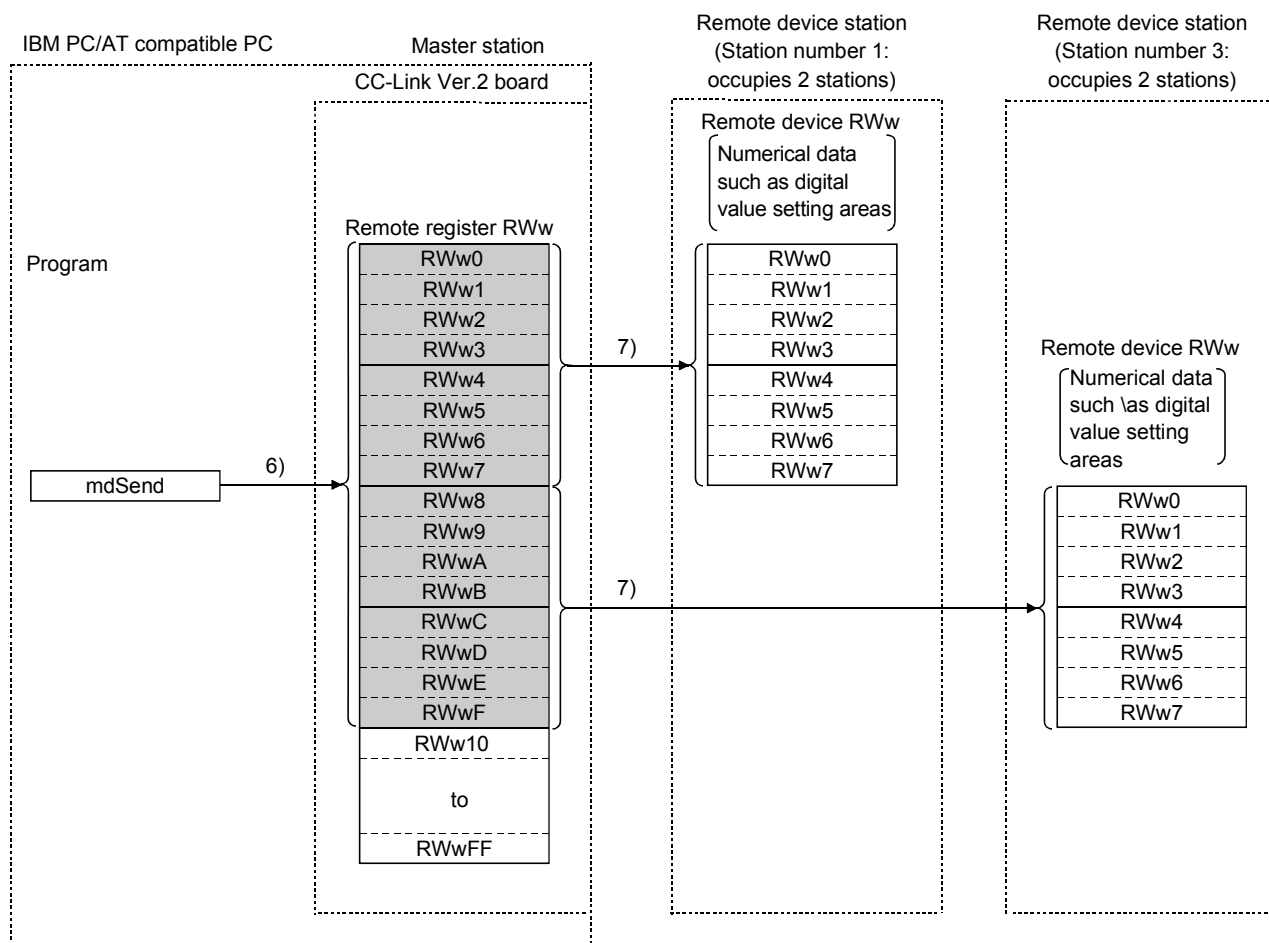 IBM PC/AT compatible PC
Master station
CC-Link Ver.2 board
Remote device station
(Station number 1:
occupies 2 stations)
Remote device station
(Station number 3:
occupies 2 stations)
Remote device RWw
Numerical data
such as digital
value setting areas
Program
mdSend
6)
Remote register RWw
RWw0
RWw1
RWw2
RWw3
RWw4
RWw5
RWw6
RWw7
RWw8
RWw9
RWwA
RWwB
RWwC
RWwD
RWwE
RWwF
RWw10
to
RWwFF
7)
7)
RWw0
RWw1
RWw2
RWw3
RWw4
RWw5
RWw6
RWw7
Remote device RWw
Numerical data
such \as digital
value setting
areas
RWw0
RWw1
RWw2
RWw3
RWw4
RWw5
RWw6
RWw7